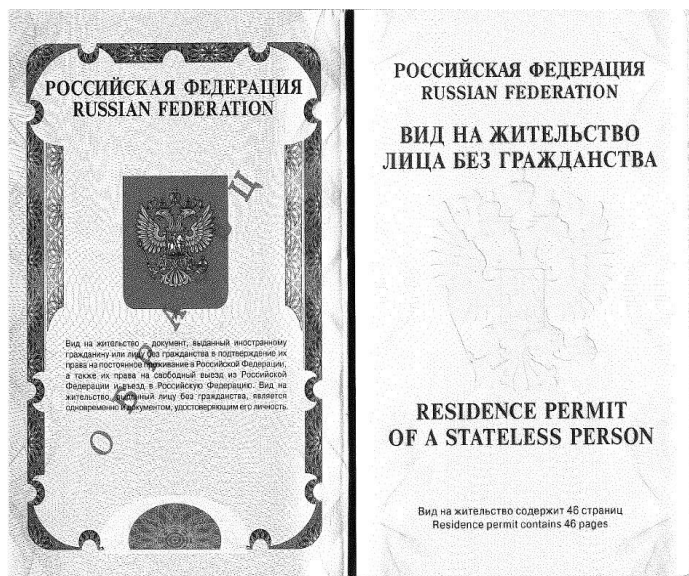 РОССИЙСКАЯ ФЕДЕРАЦИЯ
RUSSIAN FEDERATION
ОБРАЗЕЦ
Вид на жительство – документ, выданный иностранному
гражданину или лицу без гражданства в подтверждение их
права на постоянное проживание в Российской Федерации,
а также их права на свободный выезд из Российской
Федерации и въезд в Российскую Федерацию. Вид на
жительство, выданный лицу без гражданства, является
одновременно и документом, удостоверяющим его личность.
РОССИЙСКАЯ ФЕДЕРАЦИЯ
RUSSIAN FEDERATION
ВИД НА ЖИТЕЛЬСТВО
ЛИЦА БЕЗ ГРАЖДАНСТВА
RESIDENCE PERMIT
OF A STATELESS PERSON
Вид на жительство содержит 46 страниц
Residence permit contains 46 pages